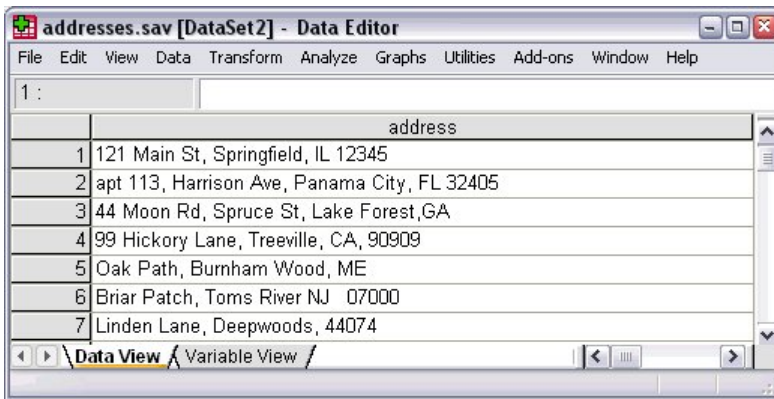 addresses.sav [DataSet2] - Data Editor
File Edit View Data Transform Analyze Graphs Utilities Add-ons Window Help
1 :
address
1 121 Main St, Springfield, IL 12345
2 apt 113, Harrison Ave, Panama City, FL 32405
3 44 Moon Rd, Spruce St, Lake Forest,GA
4 99 Hickory Lane, Treeville, CA, 90909
5 Oak Path, Burnham Wood, ME
6 Briar Patch, Toms River NJ 07000
7 Linden Lane, Deepwoods, 44074
Data View Variable View